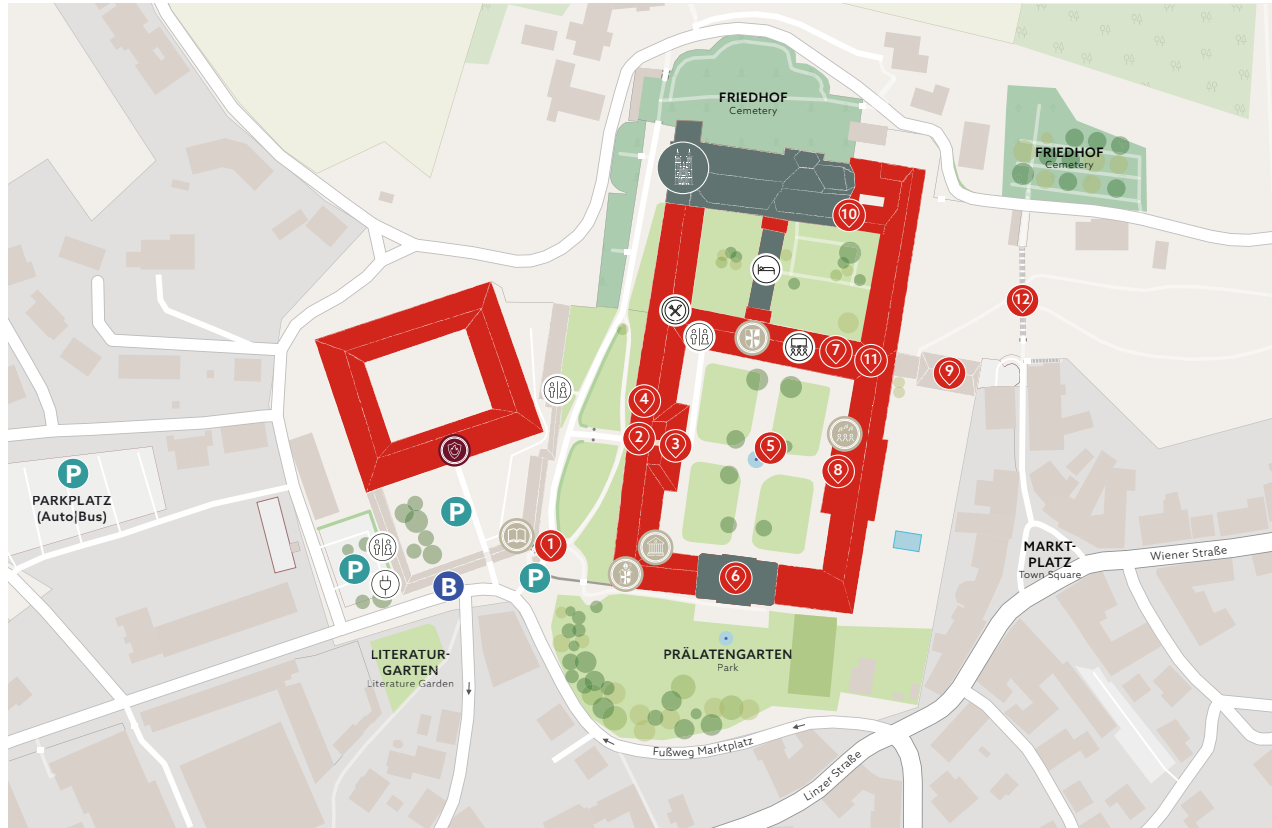 FRIEDHOF
Cemetery
FRIEDHOF
Cemetery
10
12
7
11
9
4
2
3
5
8
P
PARKPLATZ
(Auto|Bus)
P
1
P
P
B
6
MARKT-
PLATZ
Town Square
Wiener Straße
LITERATUR-
GARTEN
Literature Garden
PRÄLATENGARTEN
Park
Fußweg Marktplatz
Linzer Straße